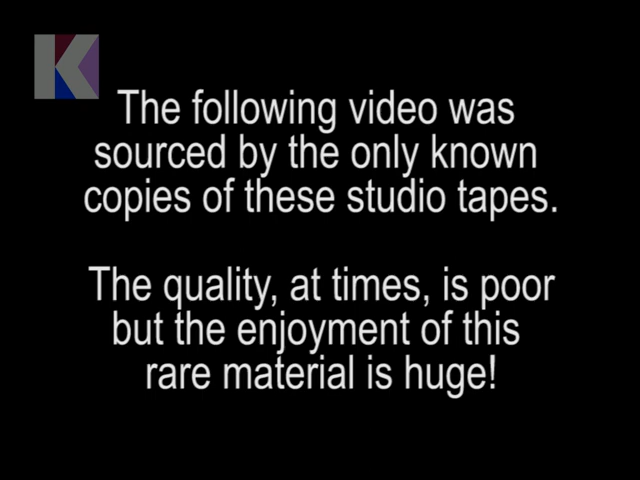 K
The following video was
sourced by the only known
copies of these studio tapes.
The quality, at times, is poor
but the enjoyment of this
rare material is huge!